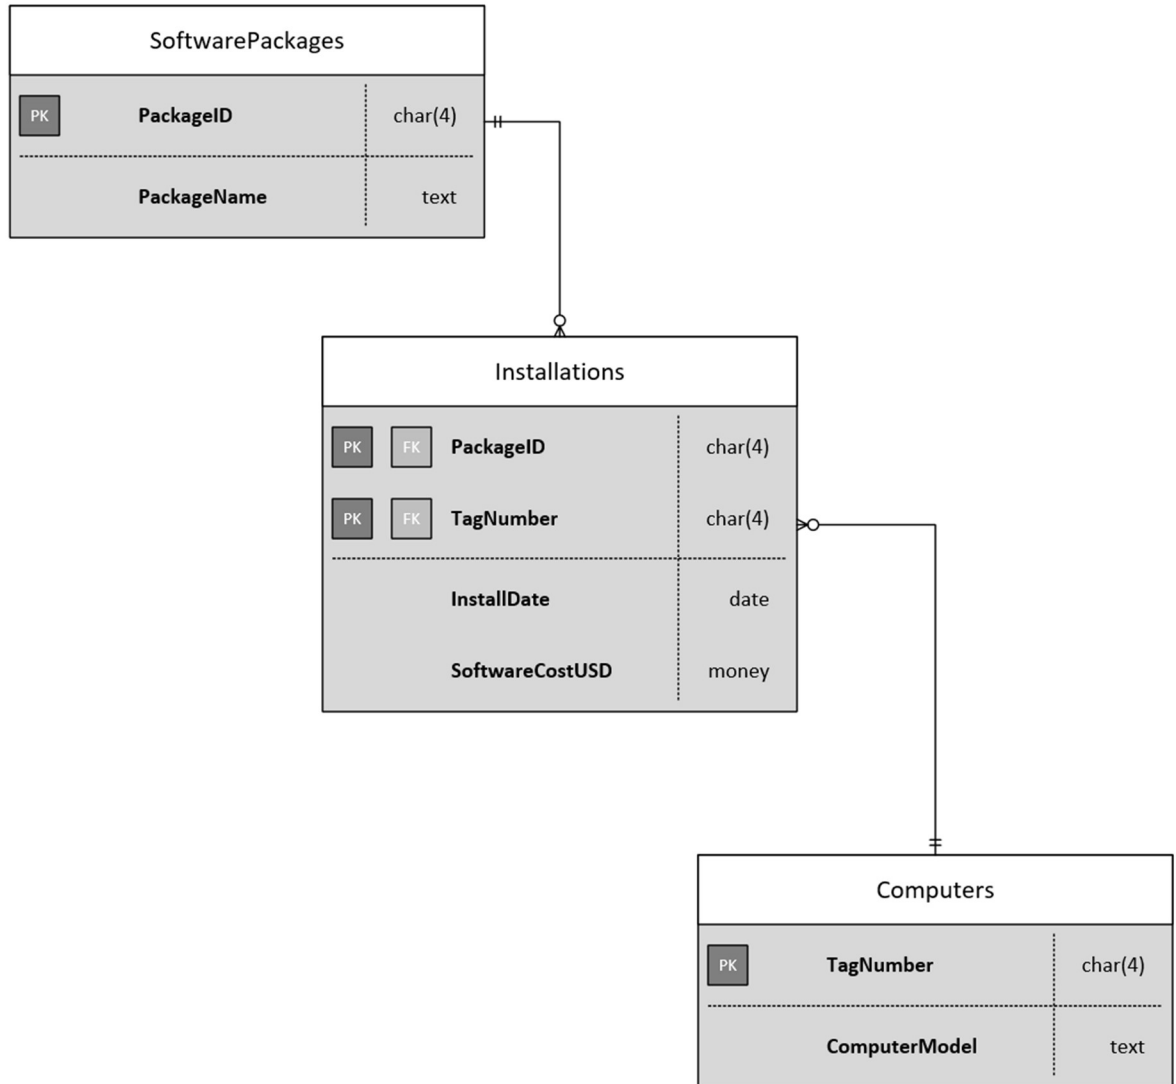 SoftwarePackages
PK PackageID char(4)
PackageName text
Installations
PK FK PackageID char(4)
PK FK TagNumber char(4)
InstallDate date
SoftwareCostUSD money
Computers
PK TagNumber char(4)
ComputerModel text